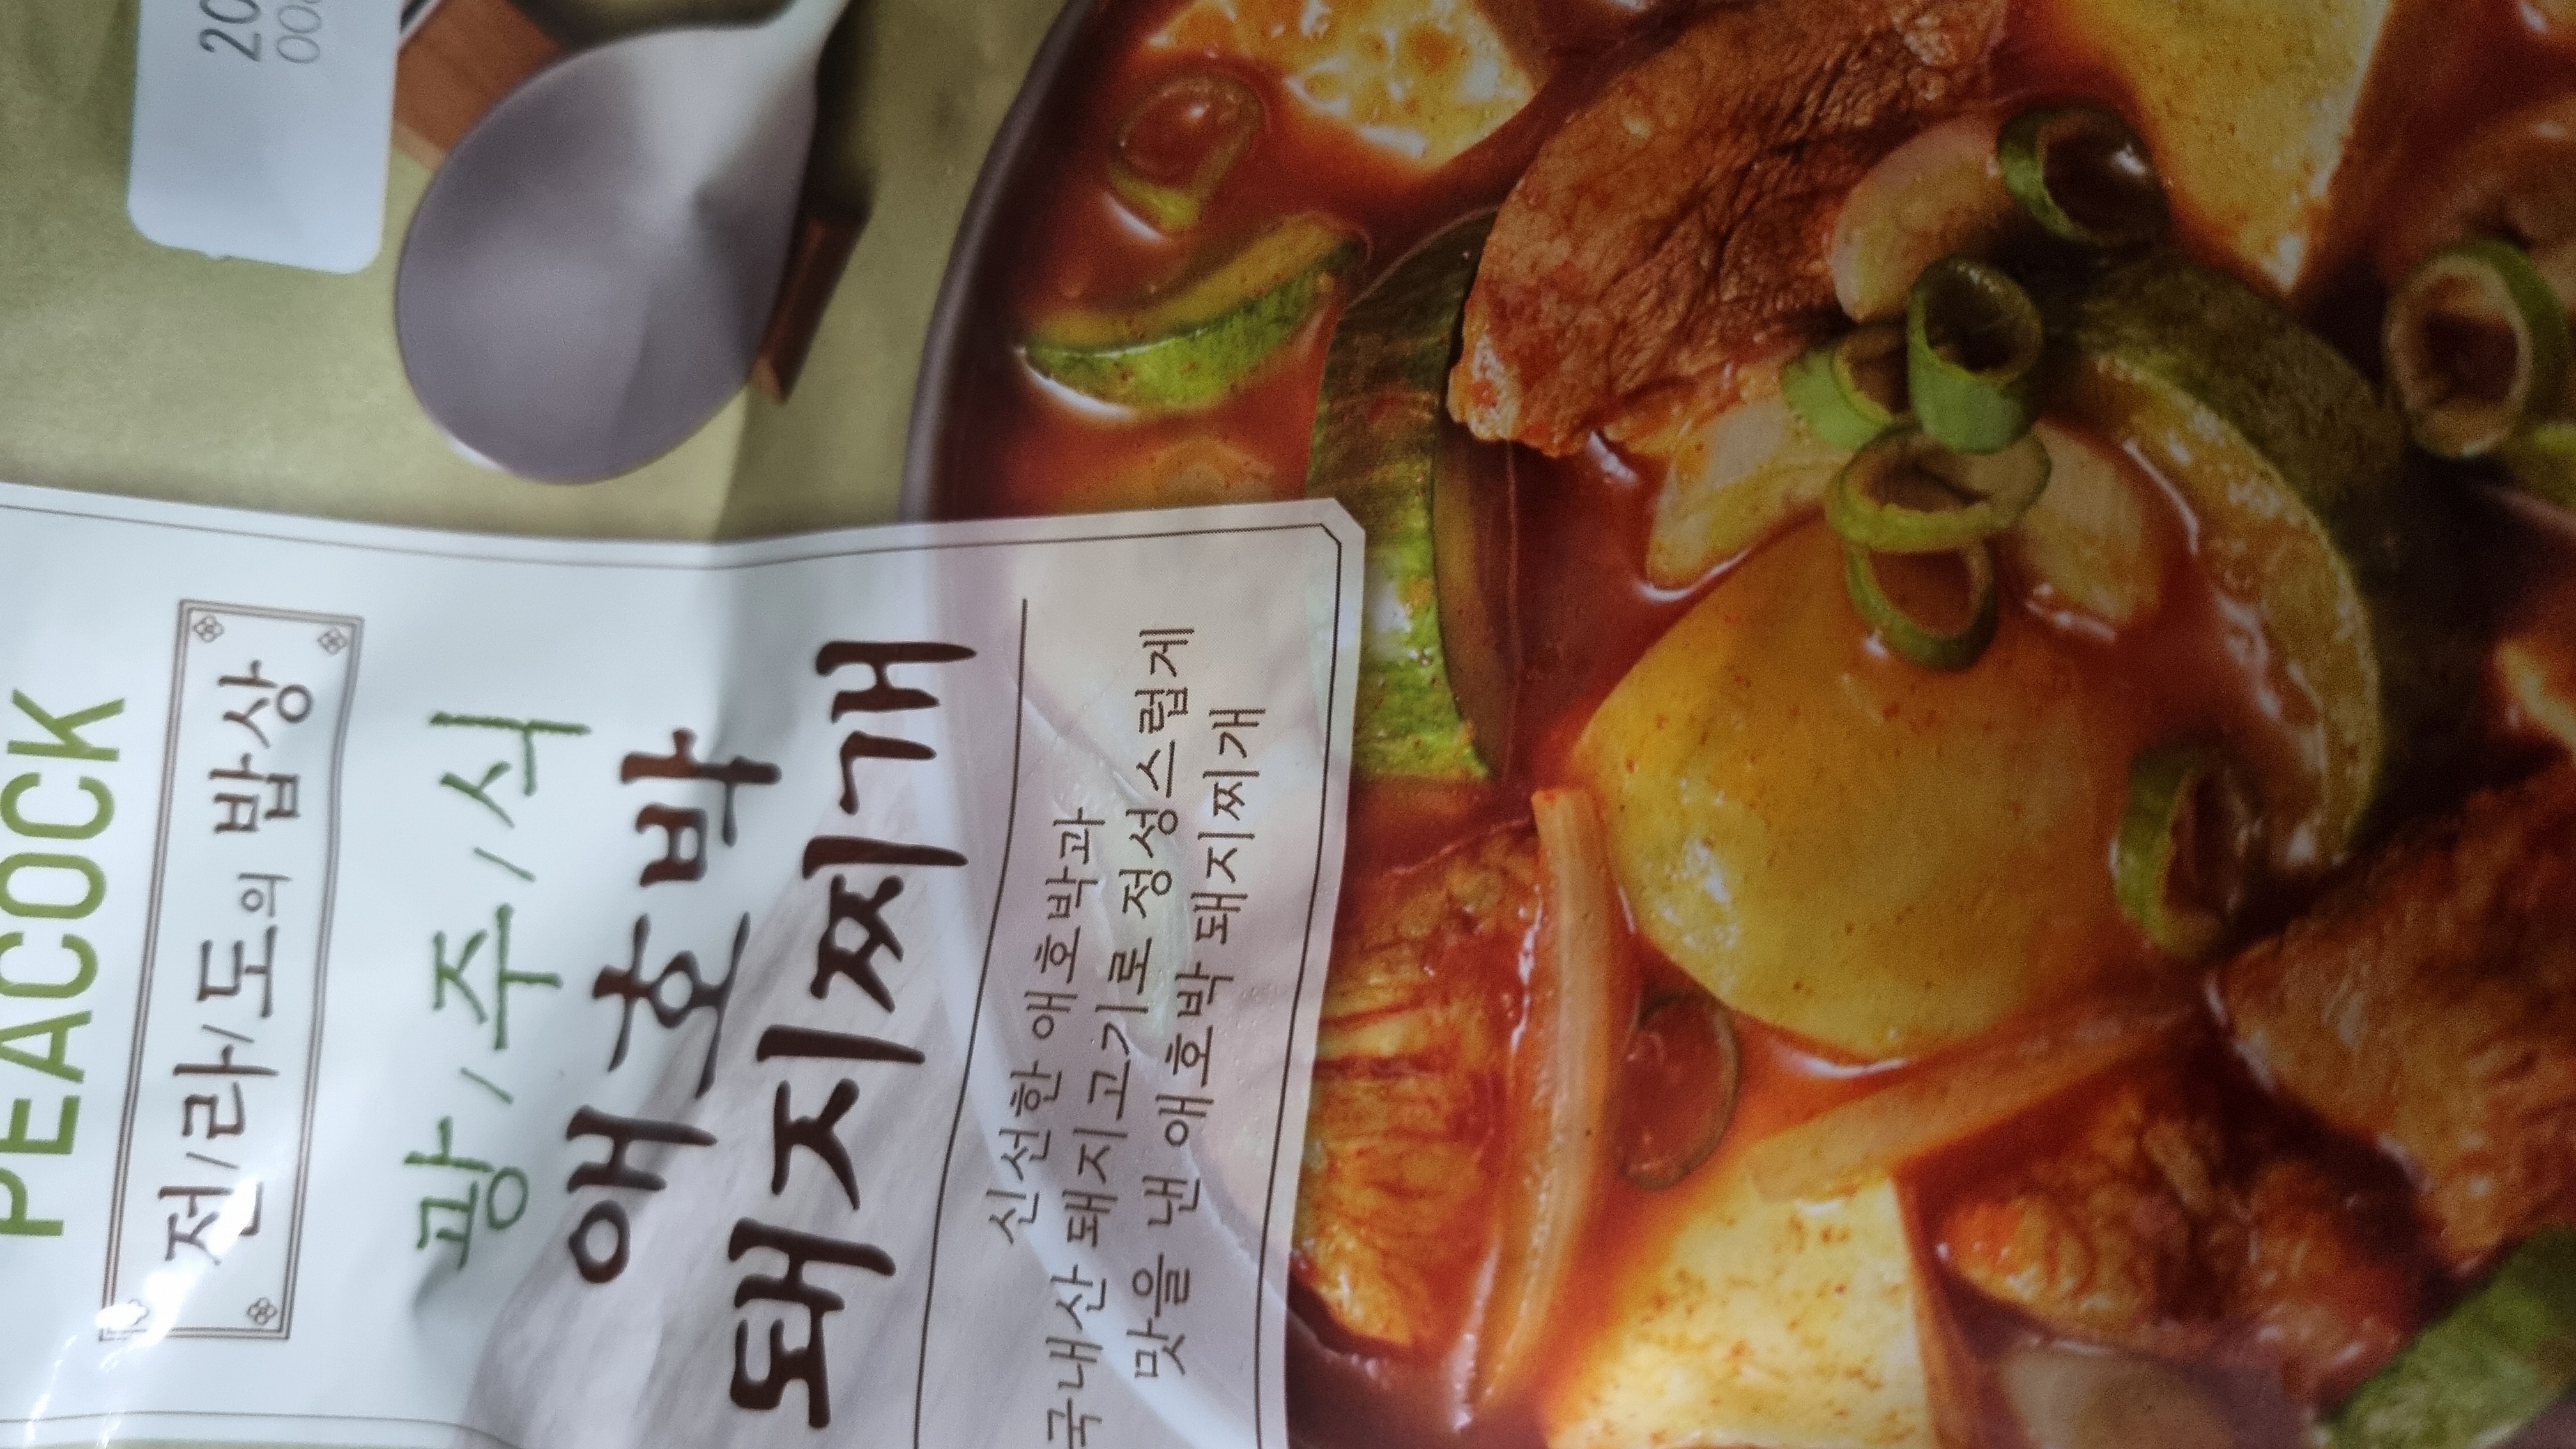 PEACOCK
전/라/도의 밥상
광/주/식
애호박
돼지찌개
신선한 애호박과
국내산 돼지고기로 정성스럽게
맛을 낸 애호박 돼지찌개
20
000